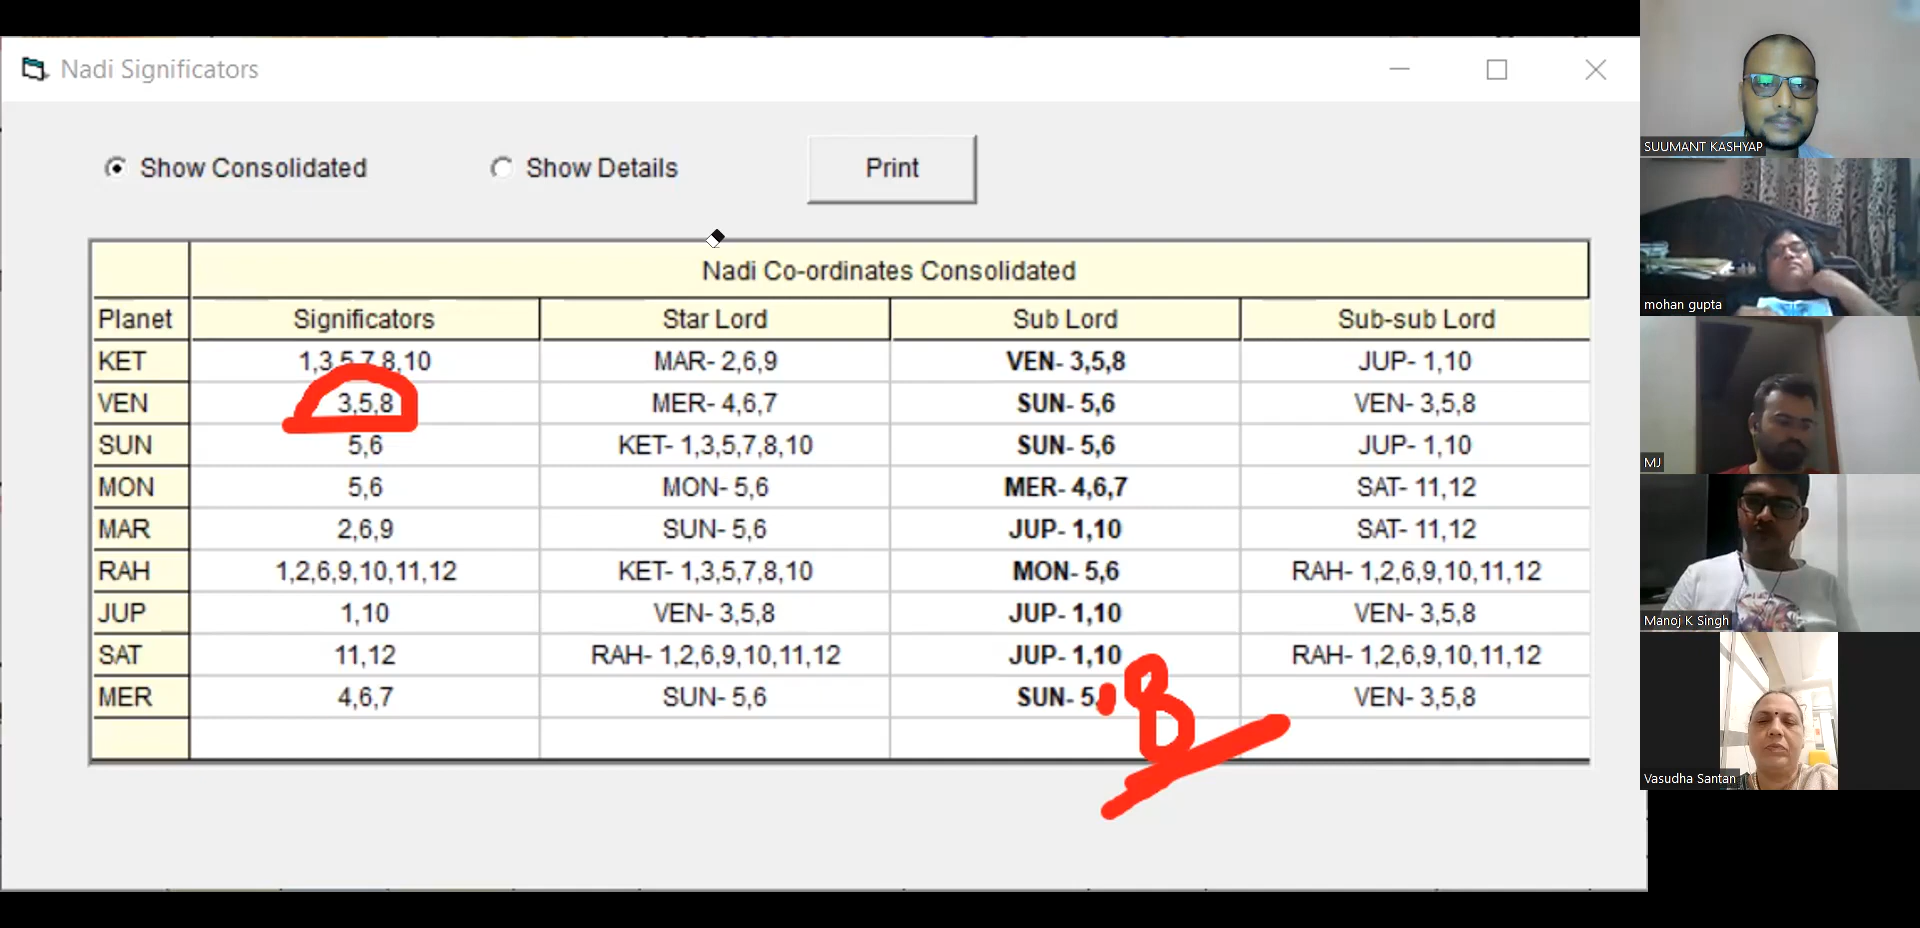 Nadi Significators
Show Consolidated Show Details Print
Nadi Co-ordinates Consolidated
Planet Significators Star Lord Sub Lord Sub-sub Lord
KET 1,3,5,7,8,10 MAR- 2,6,9 VEN- 3,5,8 JUP- 1,10
VEN 3,5,8 MER- 4,6,7 SUN- 5,6 VEN- 3,5,8
SUN 5,6 KET- 1,3,5,7,8,10 SUN- 5,6 JUP- 1,10
MON 5,6 MON- 5,6 MER- 4,6,7 SAT- 11,12
MAR 2,6,9 SUN- 5,6 JUP- 1,10 SAT- 11,12
RAH 1,2,6,9,10,11,12 KET- 1,3,5,7,8,10 MON- 5,6 RAH- 1,2,6,9,10,11,12
JUP 1,10 VEN- 3,5,8 JUP- 1,10 VEN- 3,5,8
SAT 11,12 RAH- 1,2,6,9,10,11,12 JUP- 1,10 RAH- 1,2,6,9,10,11,12
MER 4,6,7 SUN- 5,6 SUN- 5, 8 VEN- 3,5,8
SUUMANT KASHYAP
mohan gupta
MJ
Manoj K Singh
Vasudha Santan